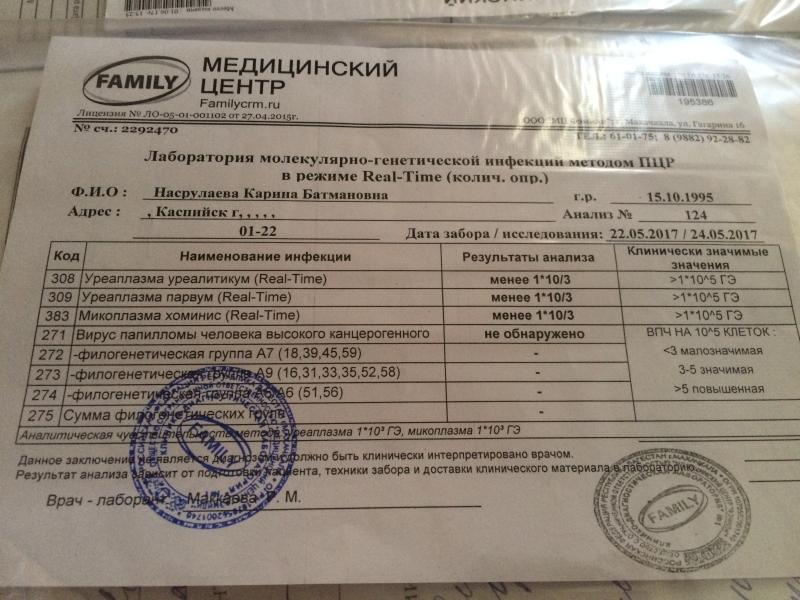 FAMILY
МЕДИЦИНСКИЙ
ЦЕНТР
Familycrm.ru
195386
Лицензия № ЛО-05-01-001102 от 27.04.2015г.
г. Махачкала, ул. Гагарина 16
№ сч.: 2292470
ТЕЛ.: 61-01-75; 8 (9882) 92-28-82
Лаборатория молекулярно-генетической инфекций методом ПЦР
в режиме Real-Time (колич. опр.)
Ф.И.О : Насрулаева Карина Батмановна г.р. 15.10.1995
Адрес : , Каспийск г, , , , , Анализ № 124
01-22 Дата забора / исследования: 22.05.2017 / 24.05.2017
Код Наименование инфекции Результаты анализа Клинически значимые значения
308 Уреаплазма уреалитикум (Real-Time) менее 1*10/3 >1*10^5 ГЭ
309 Уреаплазма парвум (Real-Time) менее 1*10/3 >1*10^5 ГЭ
383 Микоплазма хоминис (Real-Time) менее 1*10/3 >1*10^5 ГЭ
271 Вирус папилломы человека высокого канцерогенного не обнаружено ВПЧ НА 10^5 КЛЕТОК :
272 -филогенетическая группа А7 (18,39,45,59) - <3 малозначимая
273 -филогенетическая группа А9 (16,31,33,35,52,58) - 3-5 значимая
274 -филогенетическая А6 (51,56) - >5 повышенная
275 Сумма филогенетических групп -
Аналитическая чувствительность метода уреаплазма 1*10³ ГЭ, микоплазма 1*10³ ГЭ
Данное заключение не является диагнозом и должно быть клинически интерпретировано врачом.
Результат анализа зависит от подготовки пациента, техники забора и доставки клинического материала в лабораторию.
Врач - лаборант Р. М.
FAMILY
FAMILY